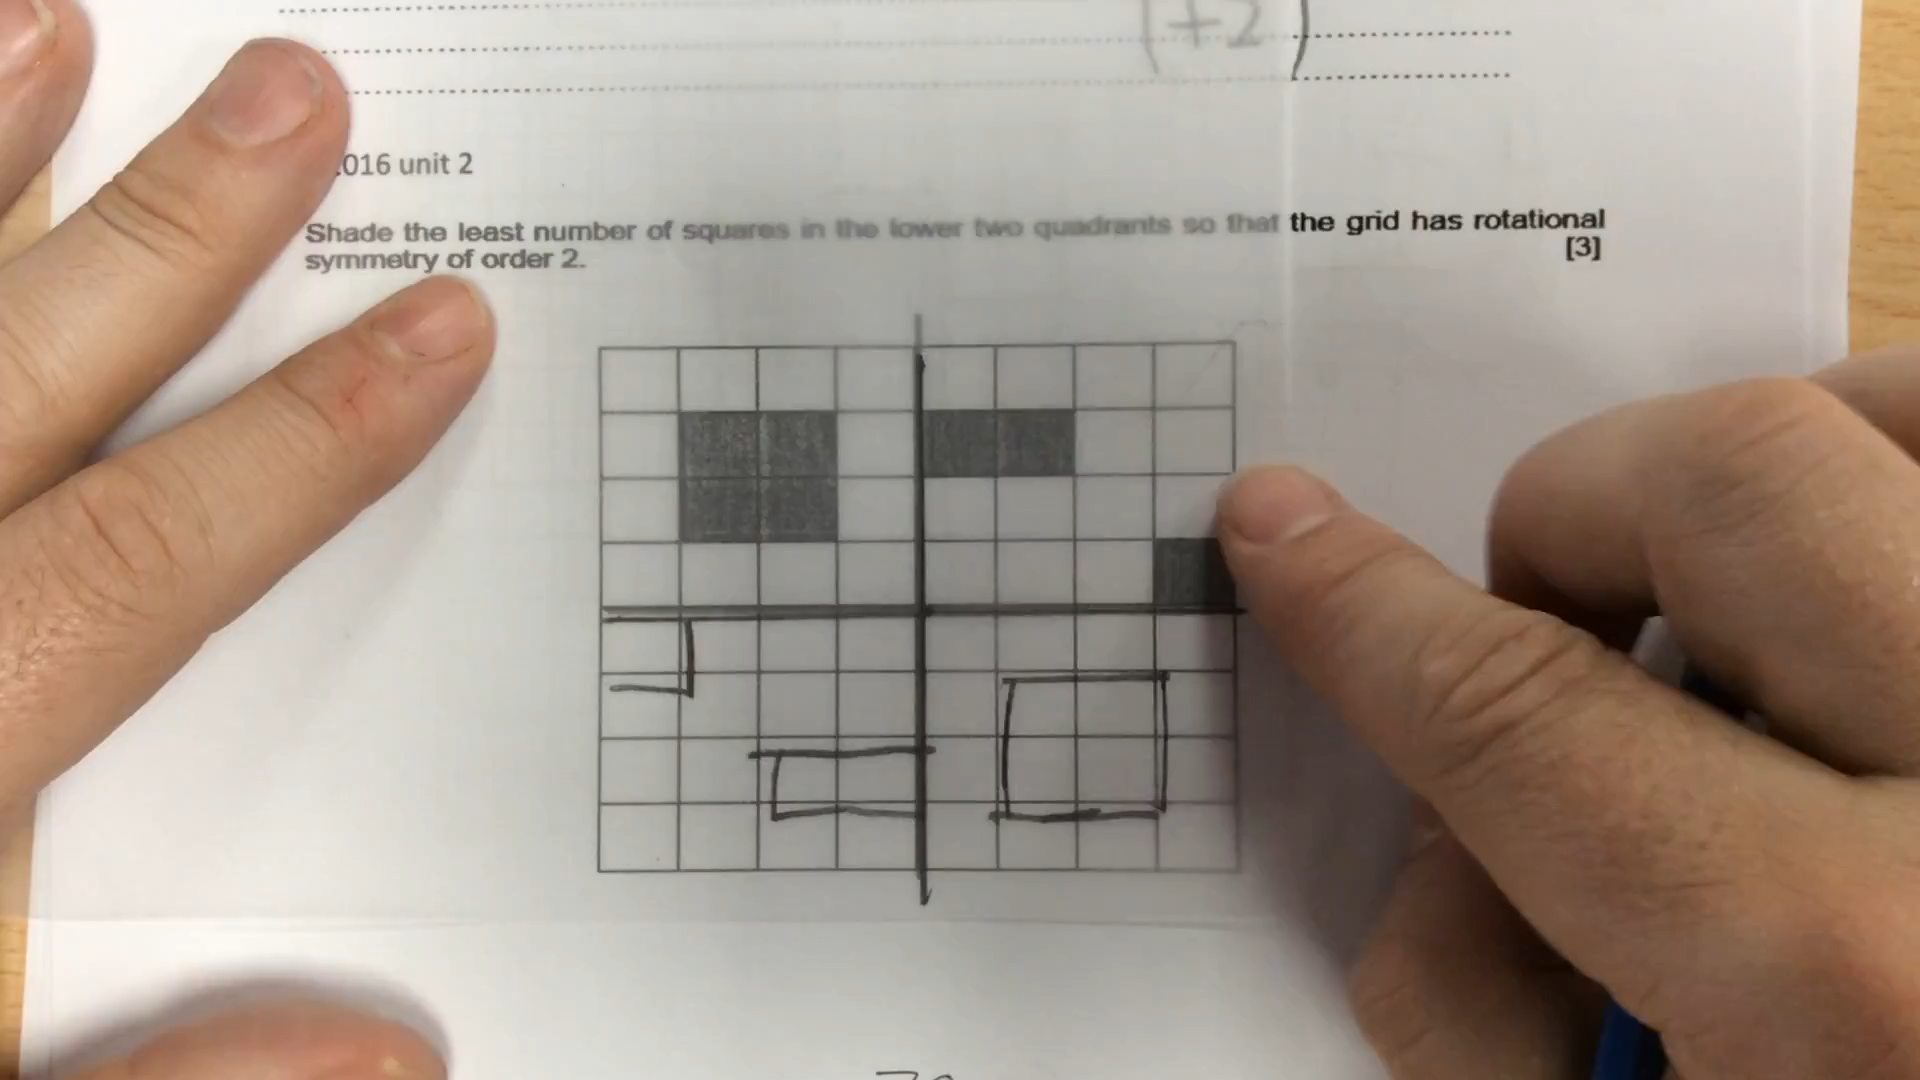 (+2)
016 unit 2
Shade the least number of squares in the lower two quadrants so that the grid has rotational
symmetry of order 2. [3]